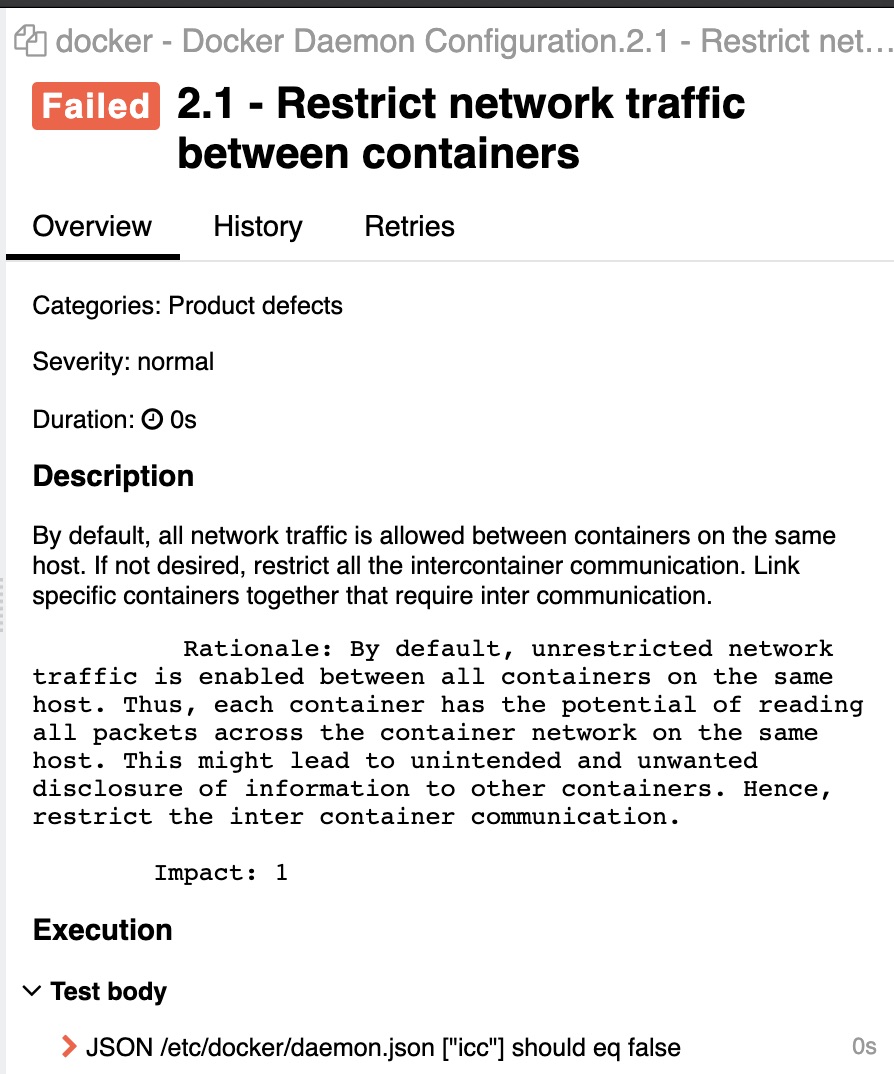 docker - Docker Daemon Configuration.2.1 - Restrict net...
Failed 2.1 - Restrict network traffic
between containers
Overview History Retries
Categories: Product defects
Severity: normal
Duration: 0s
Description
By default, all network traffic is allowed between containers on the same
host. If not desired, restrict all the intercontainer communication. Link
specific containers together that require inter communication.
Rationale: By default, unrestricted network
traffic is enabled between all containers on the same
host. Thus, each container has the potential of reading
all packets across the container network on the same
host. This might lead to unintended and unwanted
disclosure of information to other containers. Hence,
restrict the inter container communication.
Impact: 1
Execution
Test body
JSON /etc/docker/daemon.json ["icc"] should eq false 0s